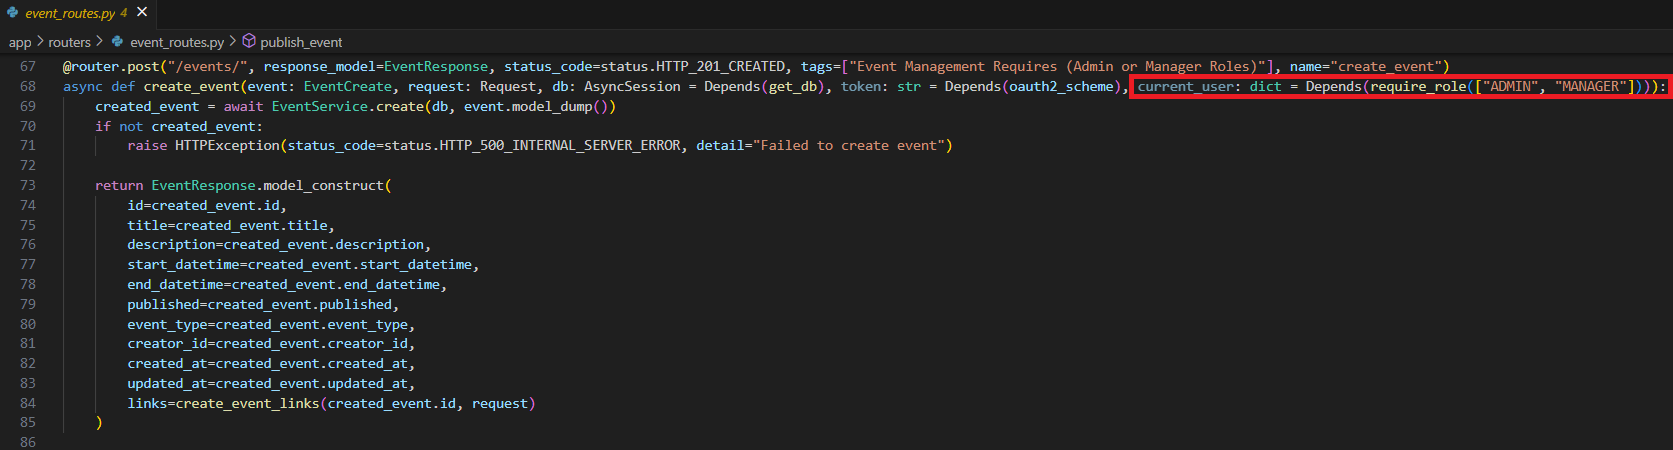 event_routes.py 4
app > routers > event_routes.py > publish_event
67 @router.post("/events/", response_model=EventResponse, status_code=status.HTTP_201_CREATED, tags=["Event Management Requires (Admin or Manager Roles)"], name="create_event")
68 async def create_event(event: EventCreate, request: Request, db: AsyncSession = Depends(get_db), token: str = Depends(oauth2_scheme), current_user: dict = Depends(require_role(["ADMIN", "MANAGER"]))):
69     created_event = await EventService.create(db, event.model_dump())
70     if not created_event:
71         raise HTTPException(status_code=status.HTTP_500_INTERNAL_SERVER_ERROR, detail="Failed to create event")
72
73     return EventResponse.model_construct(
74         id=created_event.id,
75         title=created_event.title,
76         description=created_event.description,
77         start_datetime=created_event.start_datetime,
78         end_datetime=created_event.end_datetime,
79         published=created_event.published,
80         event_type=created_event.event_type,
81         creator_id=created_event.creator_id,
82         created_at=created_event.created_at,
83         updated_at=created_event.updated_at,
84         links=create_event_links(created_event.id, request)
85     )
86